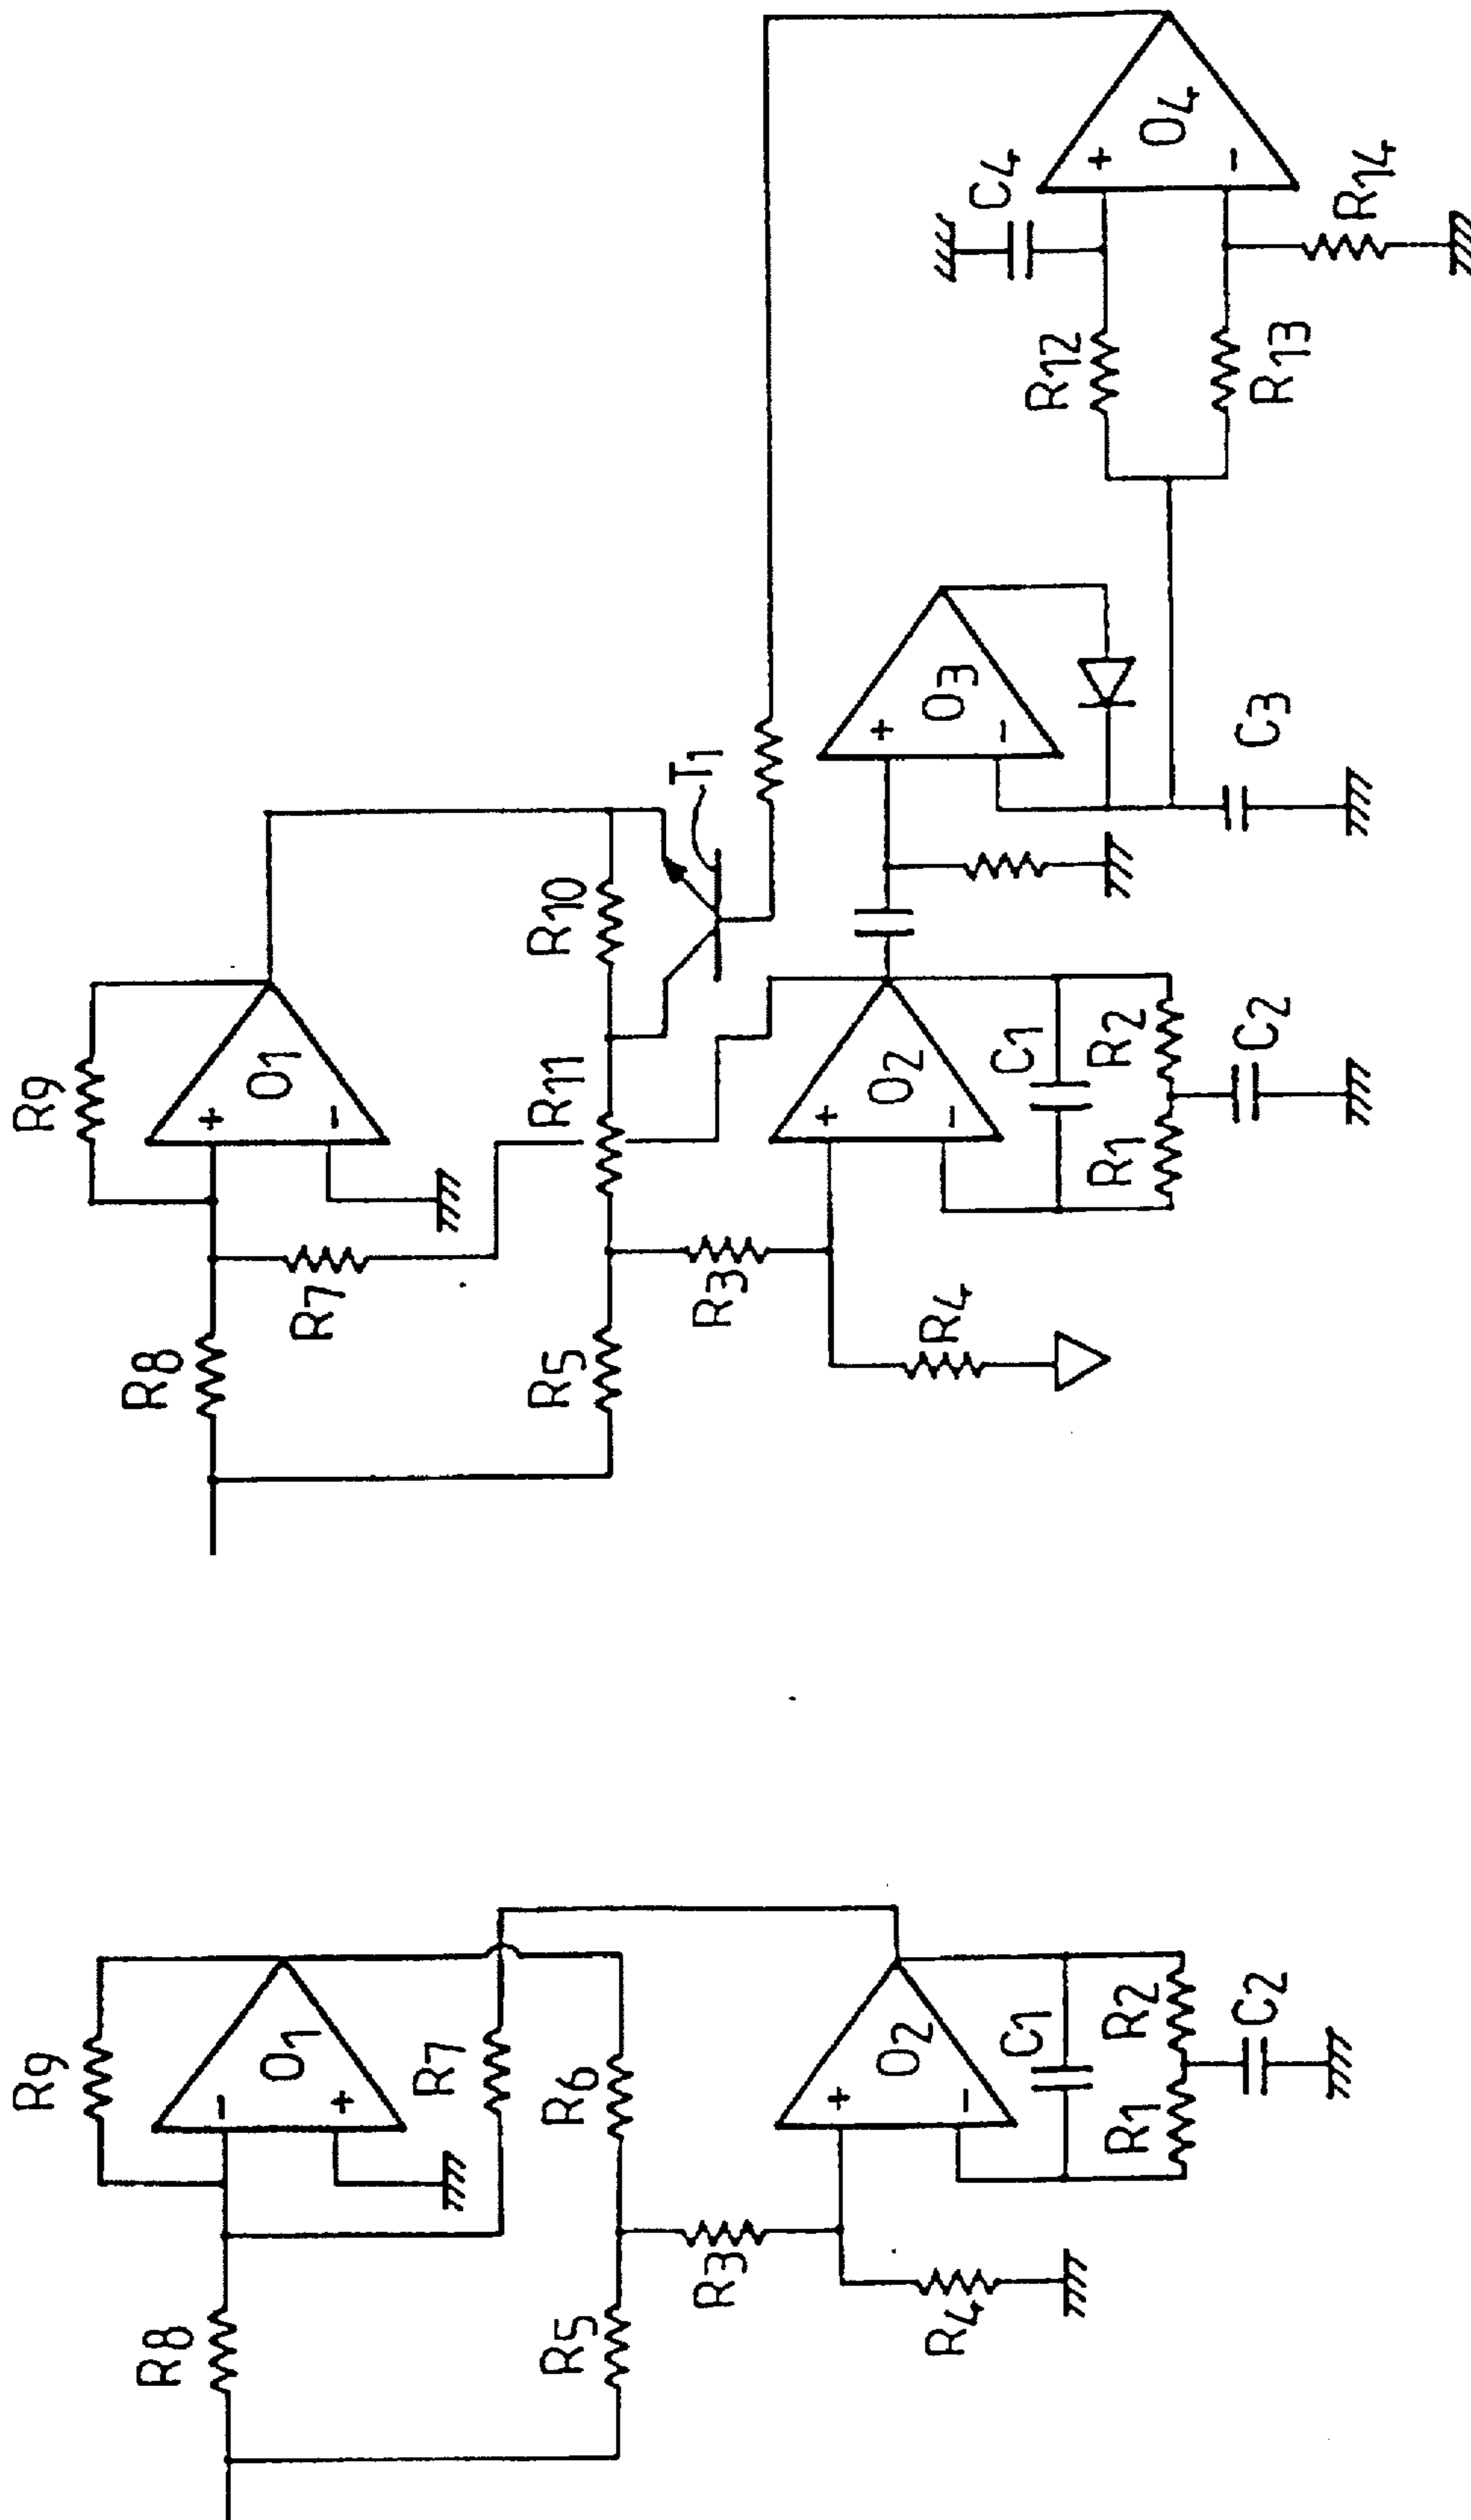 R9
+
O1
-
R8
R7
R10
R11
T1
R5
R3
+
O2
-
R4
C1
R2
R1
C2
+
O3
-
C3
C4
+
O4
-
R12
R13
R14
R9
-
O1
+
R8
R7
R6
R5
R3
+
O2
-
R4
C1
R2
R1
C2